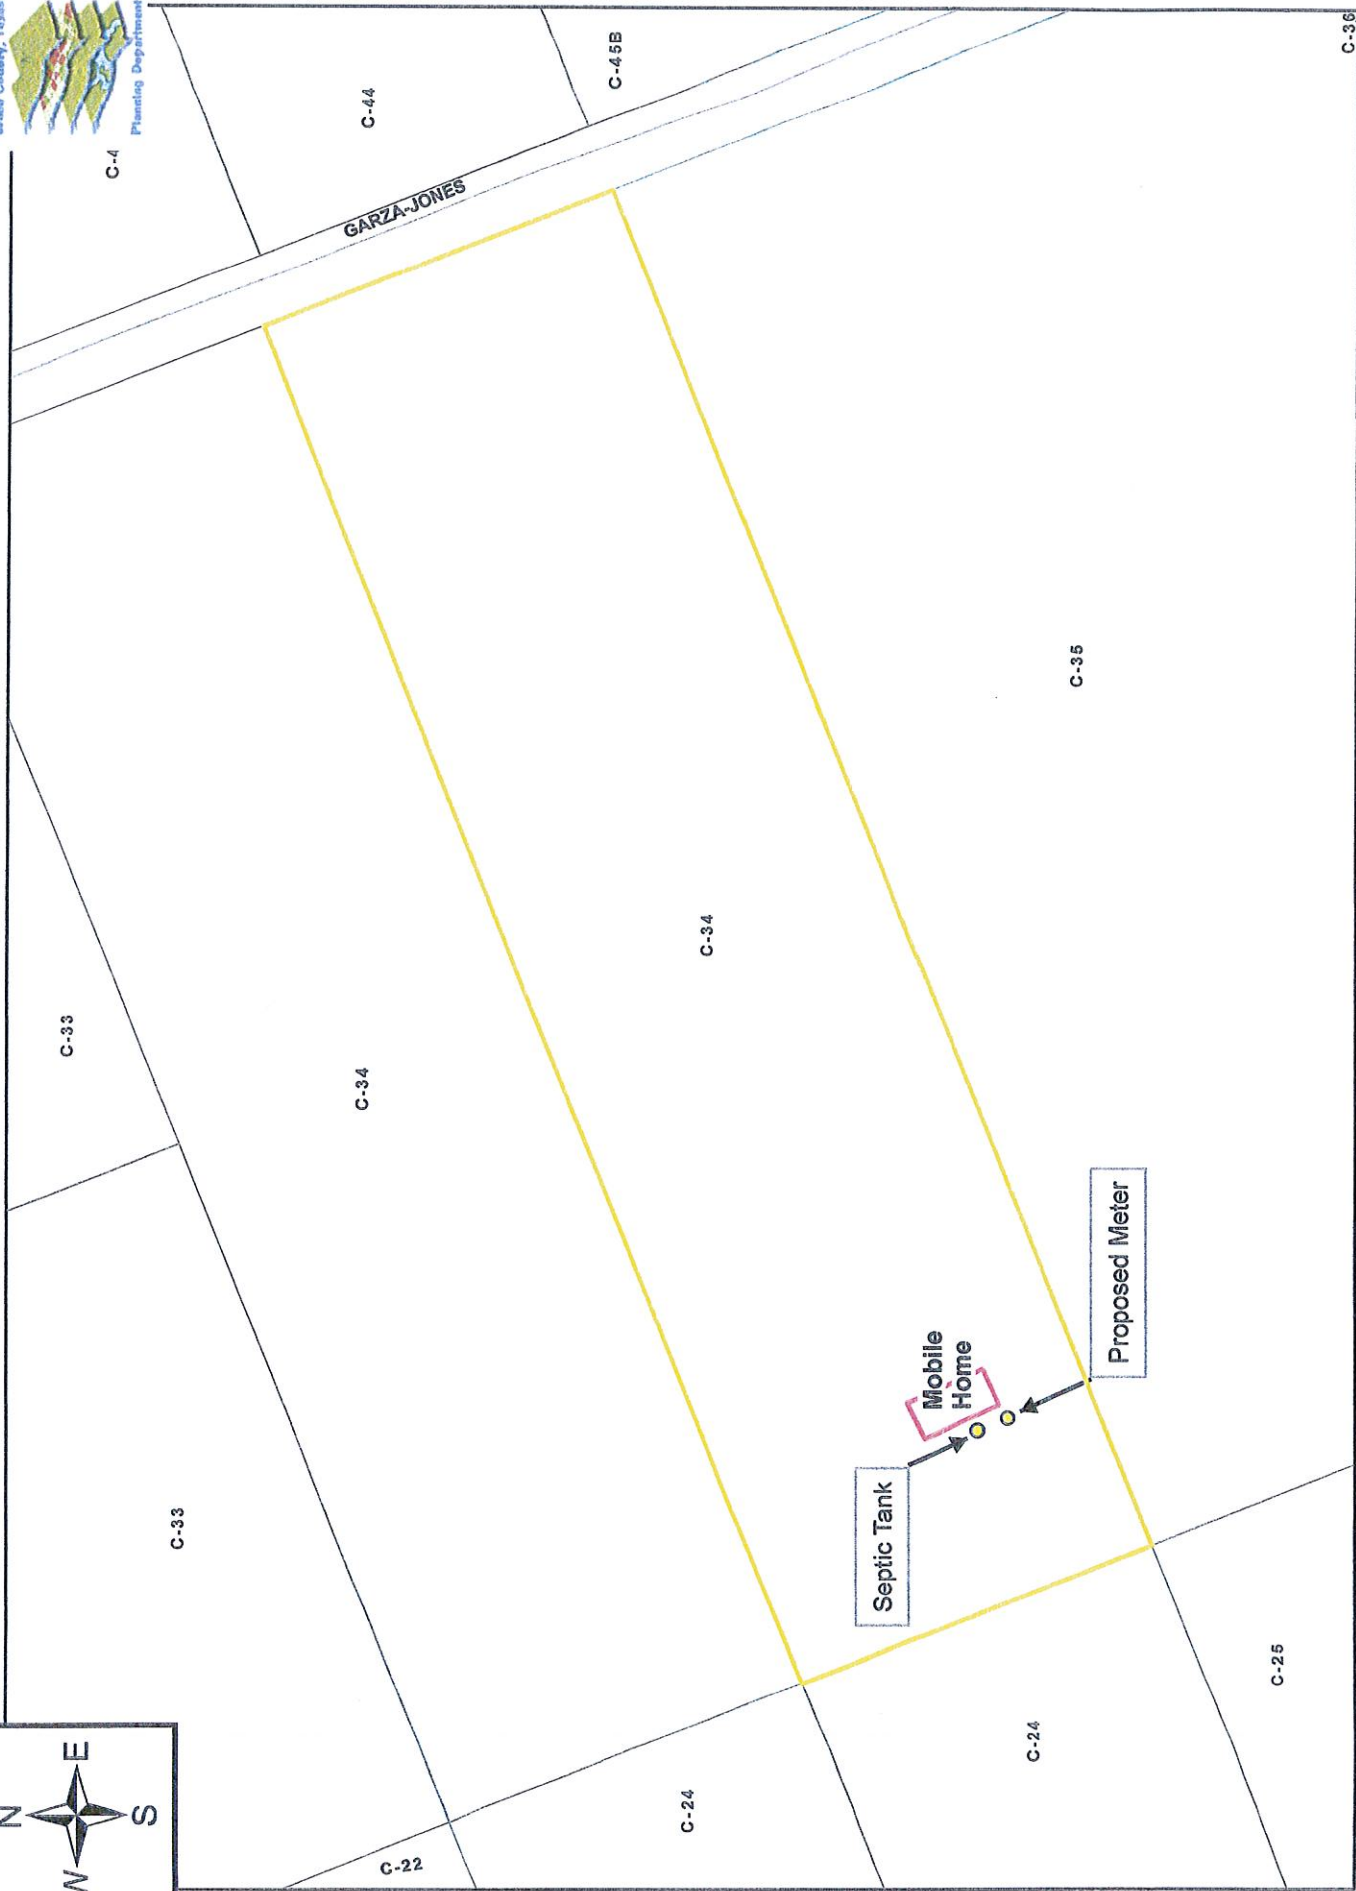 N
W E
S
C-33
C-4
Planning Department
C-33
C-34
C-44
C-22
GARZA-JONES
C-45B
C-24
C-34
Septic Tank
Mobile
Home
C-24
C-35
Proposed Meter
C-25
C-36